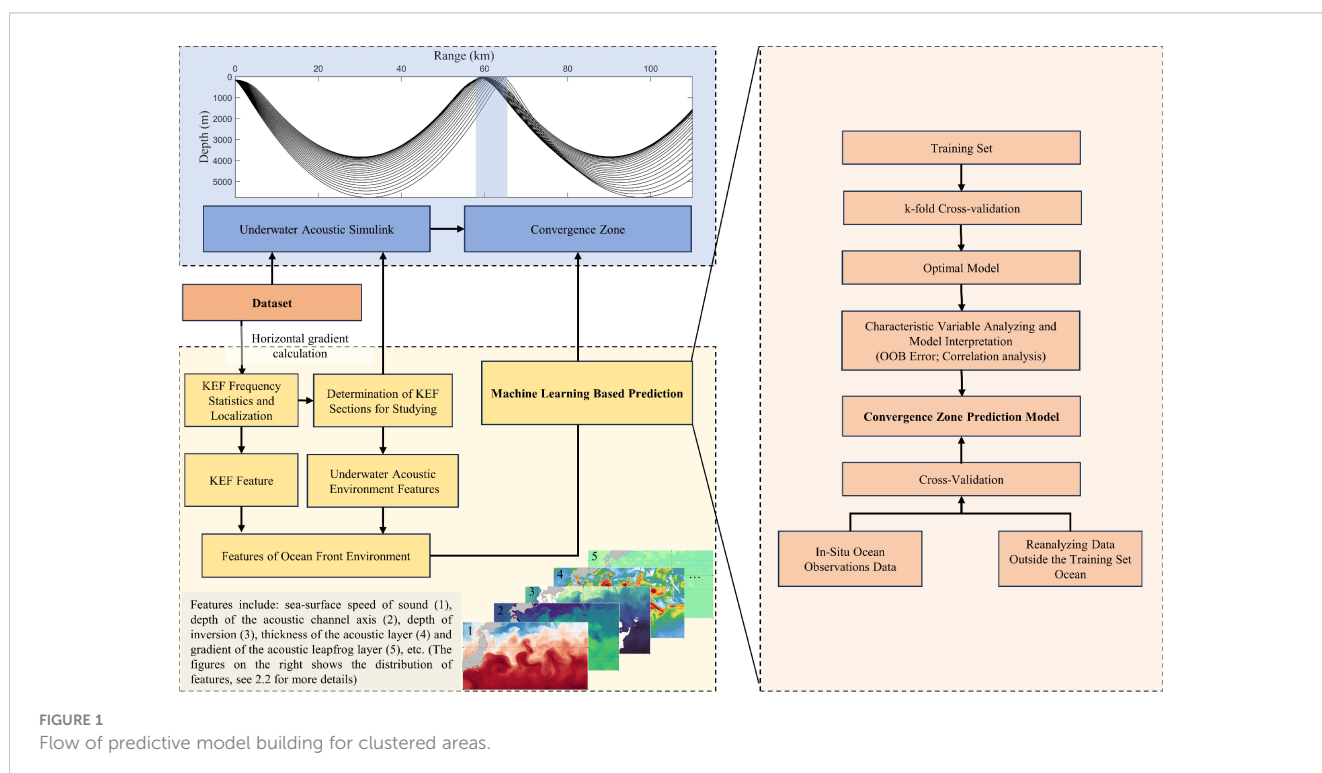 Range (km)
0 20 40 60 80 100
Depth (m)
1000
2000
3000
4000
5000
Underwater Acoustic Simulink
Convergence Zone
Dataset
Horizontal gradient
calculation
KEF Frequency
Statistics and
Localization
Determination of KEF
Sections for Studying
Machine Learning Based Prediction
KEF Feature
Underwater Acoustic
Environment Features
Features of Ocean Front Environment
Features include: sea-surface speed of sound (1),
depth of the acoustic channel axis (2), depth of
inversion (3), thickness of the acoustic layer (4) and
gradient of the acoustic leapfrog layer (5), etc. (The
figures on the right shows the distribution of
features, see 2.2 for more details)
1
2
3
4
5
...
Training Set
k-fold Cross-validation
Optimal Model
Characteristic Variable Analyzing and
Model Interpretation
(OOB Error; Correlation analysis)
Convergence Zone Prediction Model
Cross-Validation
In-Situ Ocean
Observations Data
Reanalyzing Data
Outside the Training Set
Ocean
FIGURE 1
Flow of predictive model building for clustered areas.